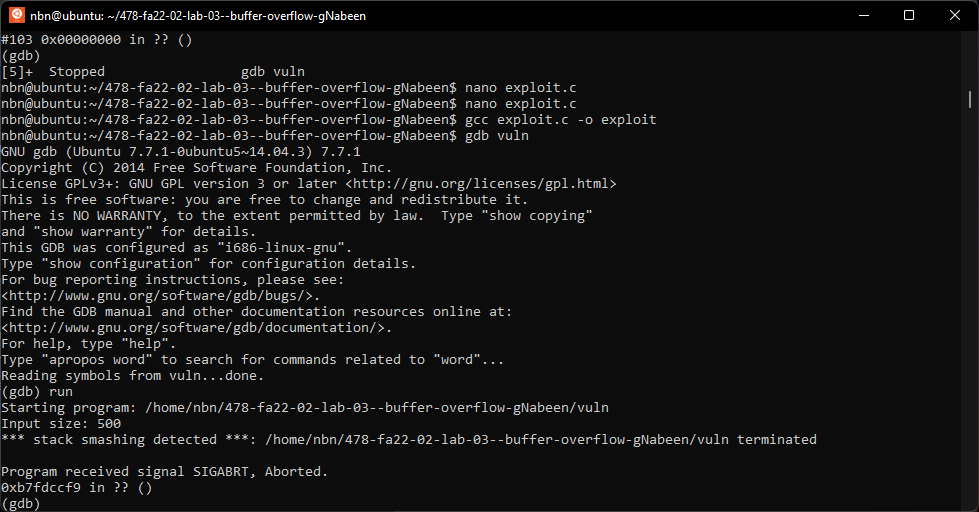 nbn@ubuntu: ~/478-fa22-02-lab-03--buffer-overflow-gNabeen
#103 0x00000000 in ?? ()
(gdb)
[5]+  Stopped                 gdb vuln
nbn@ubuntu:~/478-fa22-02-lab-03--buffer-overflow-gNabeen$ nano exploit.c
nbn@ubuntu:~/478-fa22-02-lab-03--buffer-overflow-gNabeen$ nano exploit.c
nbn@ubuntu:~/478-fa22-02-lab-03--buffer-overflow-gNabeen$ gcc exploit.c -o exploit
nbn@ubuntu:~/478-fa22-02-lab-03--buffer-overflow-gNabeen$ gdb vuln
GNU gdb (Ubuntu 7.7.1-0ubuntu5~14.04.3) 7.7.1
Copyright (C) 2014 Free Software Foundation, Inc.
License GPLv3+: GNU GPL version 3 or later <http://gnu.org/licenses/gpl.html>
This is free software: you are free to change and redistribute it.
There is NO WARRANTY, to the extent permitted by law.  Type "show copying"
and "show warranty" for details.
This GDB was configured as "i686-linux-gnu".
Type "show configuration" for configuration details.
For bug reporting instructions, please see:
<http://www.gnu.org/software/gdb/bugs/>.
Find the GDB manual and other documentation resources online at:
<http://www.gnu.org/software/gdb/documentation/>.
For help, type "help".
Type "apropos word" to search for commands related to "word"...
Reading symbols from vuln...done.
(gdb) run
Starting program: /home/nbn/478-fa22-02-lab-03--buffer-overflow-gNabeen/vuln
Input size: 500
*** stack smashing detected ***: /home/nbn/478-fa22-02-lab-03--buffer-overflow-gNabeen/vuln terminated

Program received signal SIGABRT, Aborted.
0xb7fdccf9 in ?? ()
(gdb)